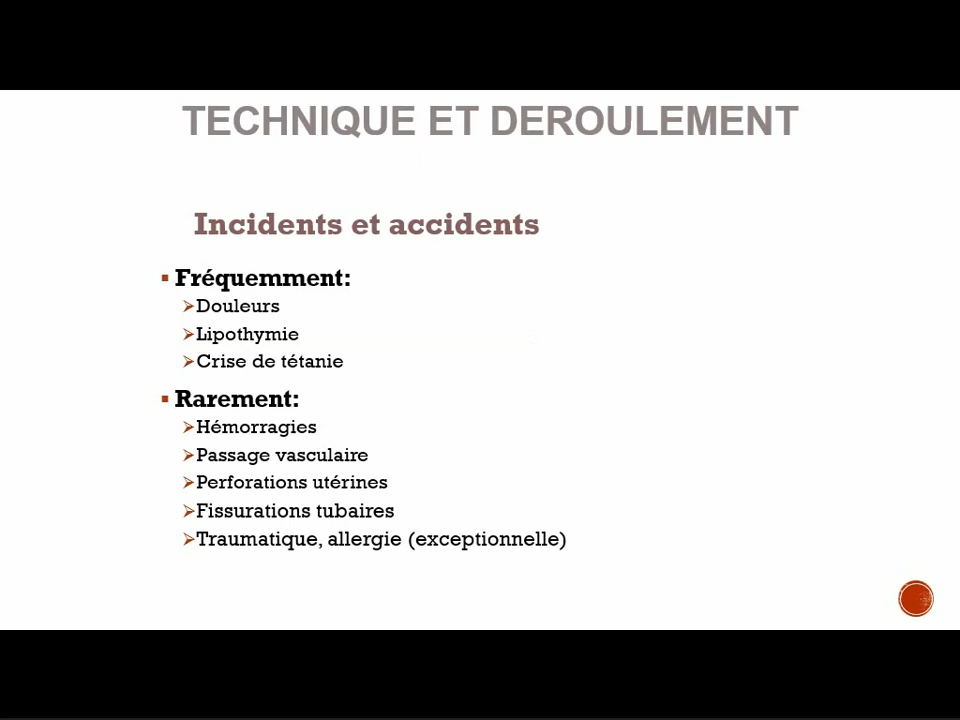 TECHNIQUE ET DEROULEMENT
Incidents et accidents
Fréquemment:
Douleurs
Lipothymie
Crise de tétanie
Rarement:
Hémorragies
Passage vasculaire
Perforations utérines
Fissurations tubaires
Traumatique, allergie (exceptionnelle)